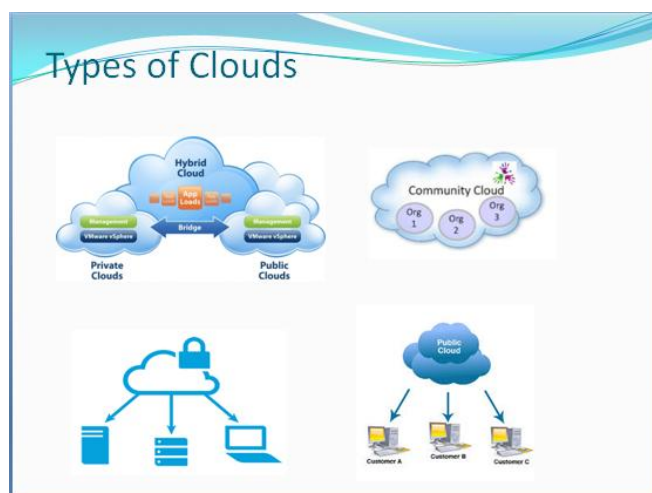 Types of Clouds
Hybrid
Cloud
App
Loads
Management
VMware vSphere
Bridge
Management
VMware vSphere
Private
Clouds
Public
Clouds
Community Cloud
Org
1
Org
2
Org
3
Public
Cloud
Customer A
Customer B
Customer C